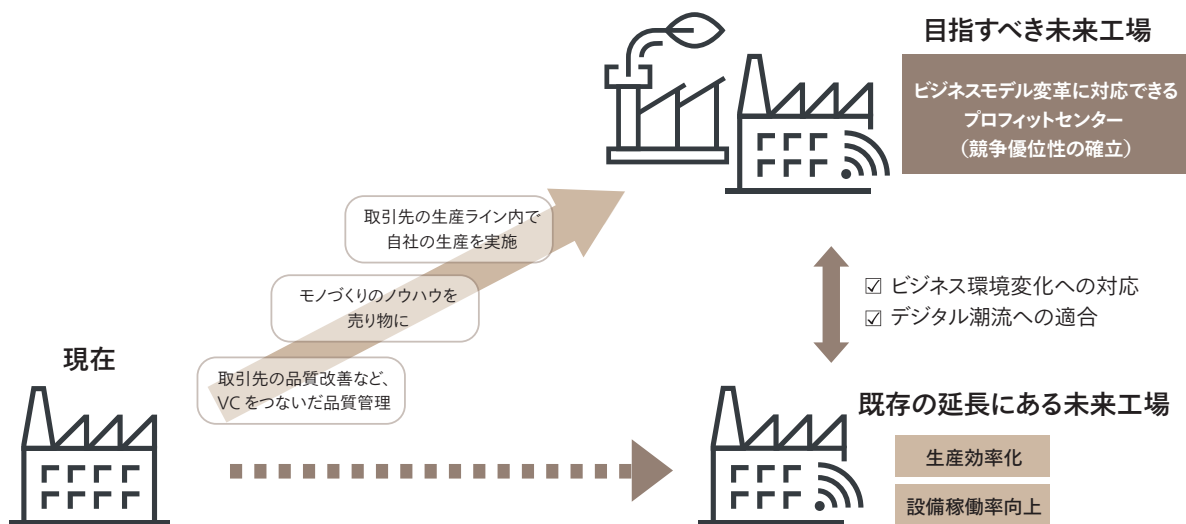 目指すべき未来工場
ビジネスモデル変革に対応できる
プロフィットセンター
（競争優位性の確立）
取引先の生産ライン内で
自社の生産を実施
モノづくりのノウハウを
売り物に
取引先の品質改善など、
VCをつないだ品質管理
現在
☑ ビジネス環境変化への対応
☑ デジタル潮流への適合
既存の延長にある未来工場
生産効率化
設備稼働率向上